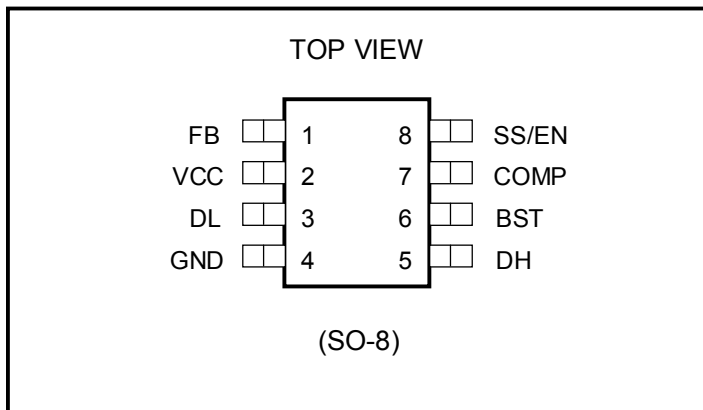 TOP VIEW
FB 1 8 SS/EN
VCC 2 7 COMP
DL 3 6 BST
GND 4 5 DH
(SO-8)